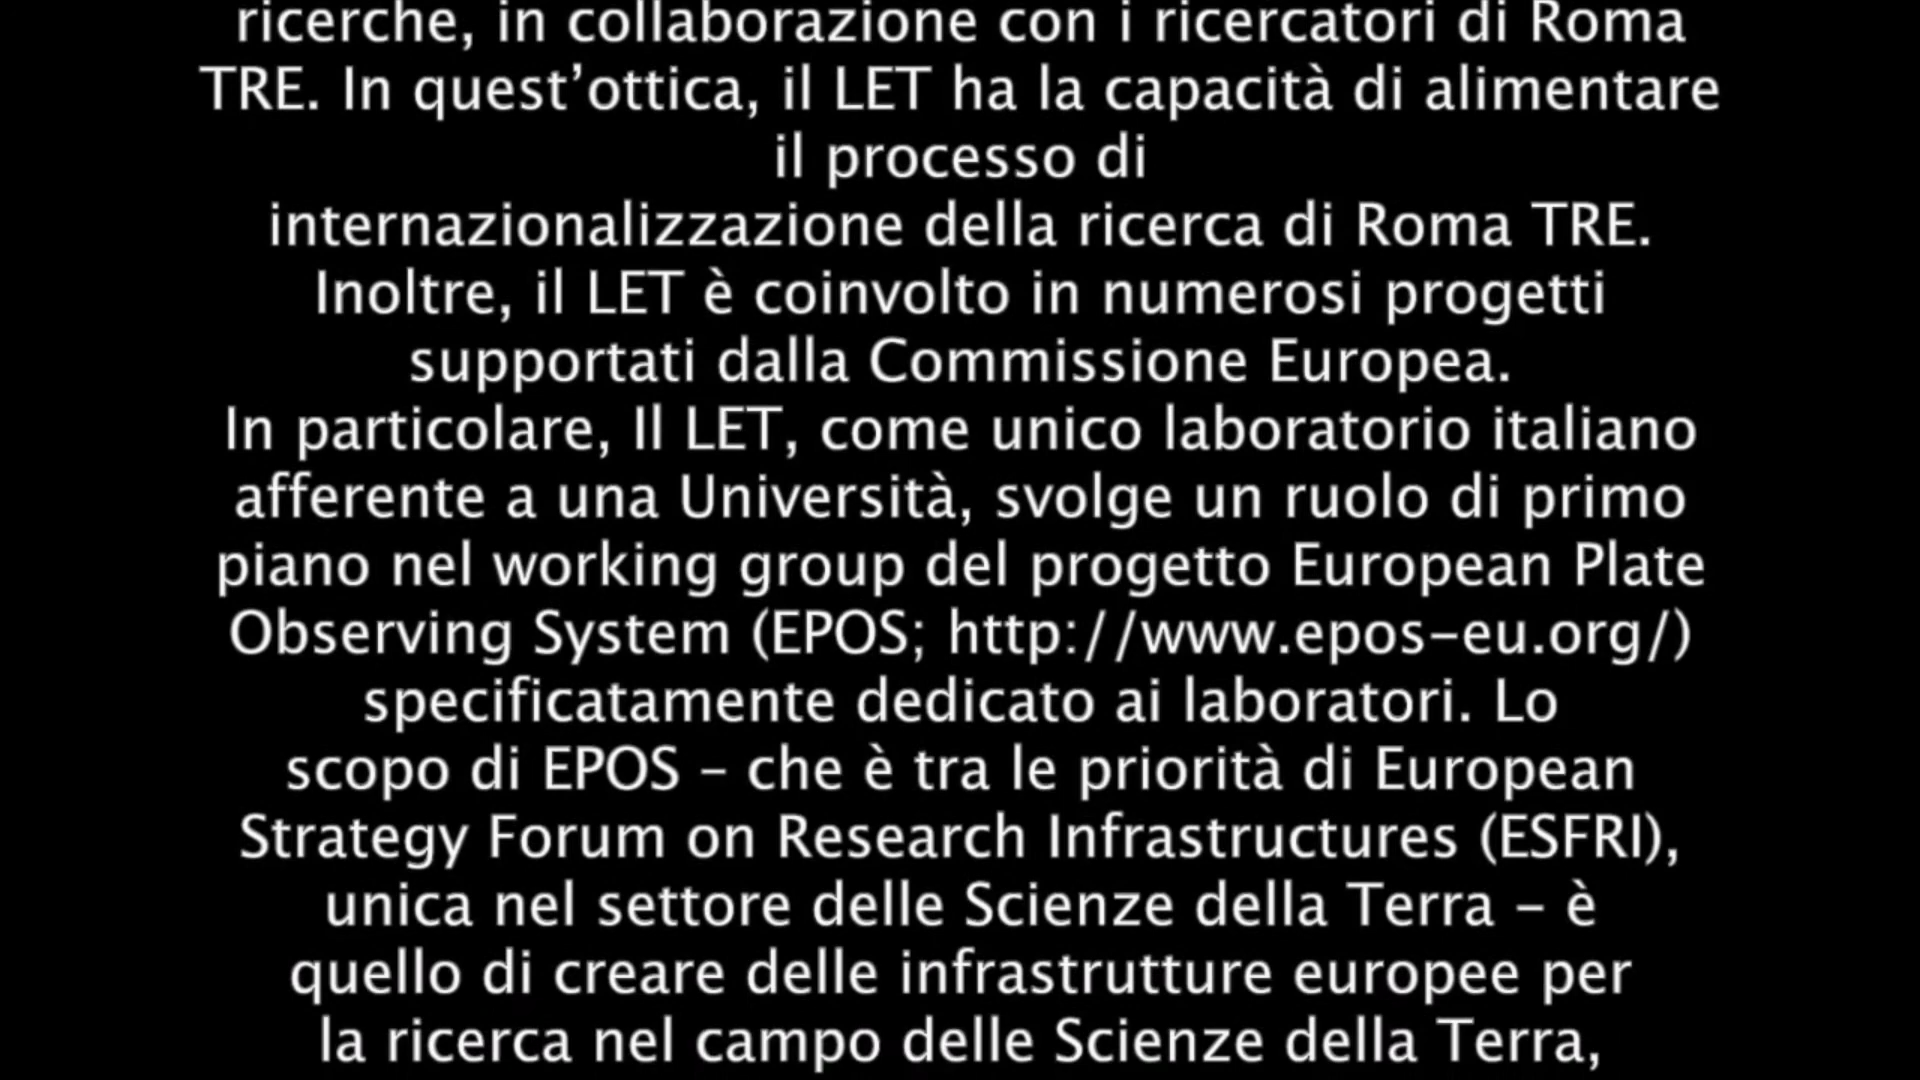 ricerche, in collaborazione con i ricercatori di Roma
TRE. In quest’ottica, il LET ha la capacità di alimentare
il processo di
internazionalizzazione della ricerca di Roma TRE.
Inoltre, il LET è coinvolto in numerosi progetti
supportati dalla Commissione Europea.
In particolare, Il LET, come unico laboratorio italiano
afferente a una Università, svolge un ruolo di primo
piano nel working group del progetto European Plate
Observing System (EPOS; http://www.epos-eu.org/)
specificatamente dedicato ai laboratori. Lo
scopo di EPOS – che è tra le priorità di European
Strategy Forum on Research Infrastructures (ESFRI),
unica nel settore delle Scienze della Terra – è
quello di creare delle infrastrutture europee per
la ricerca nel campo delle Scienze della Terra,